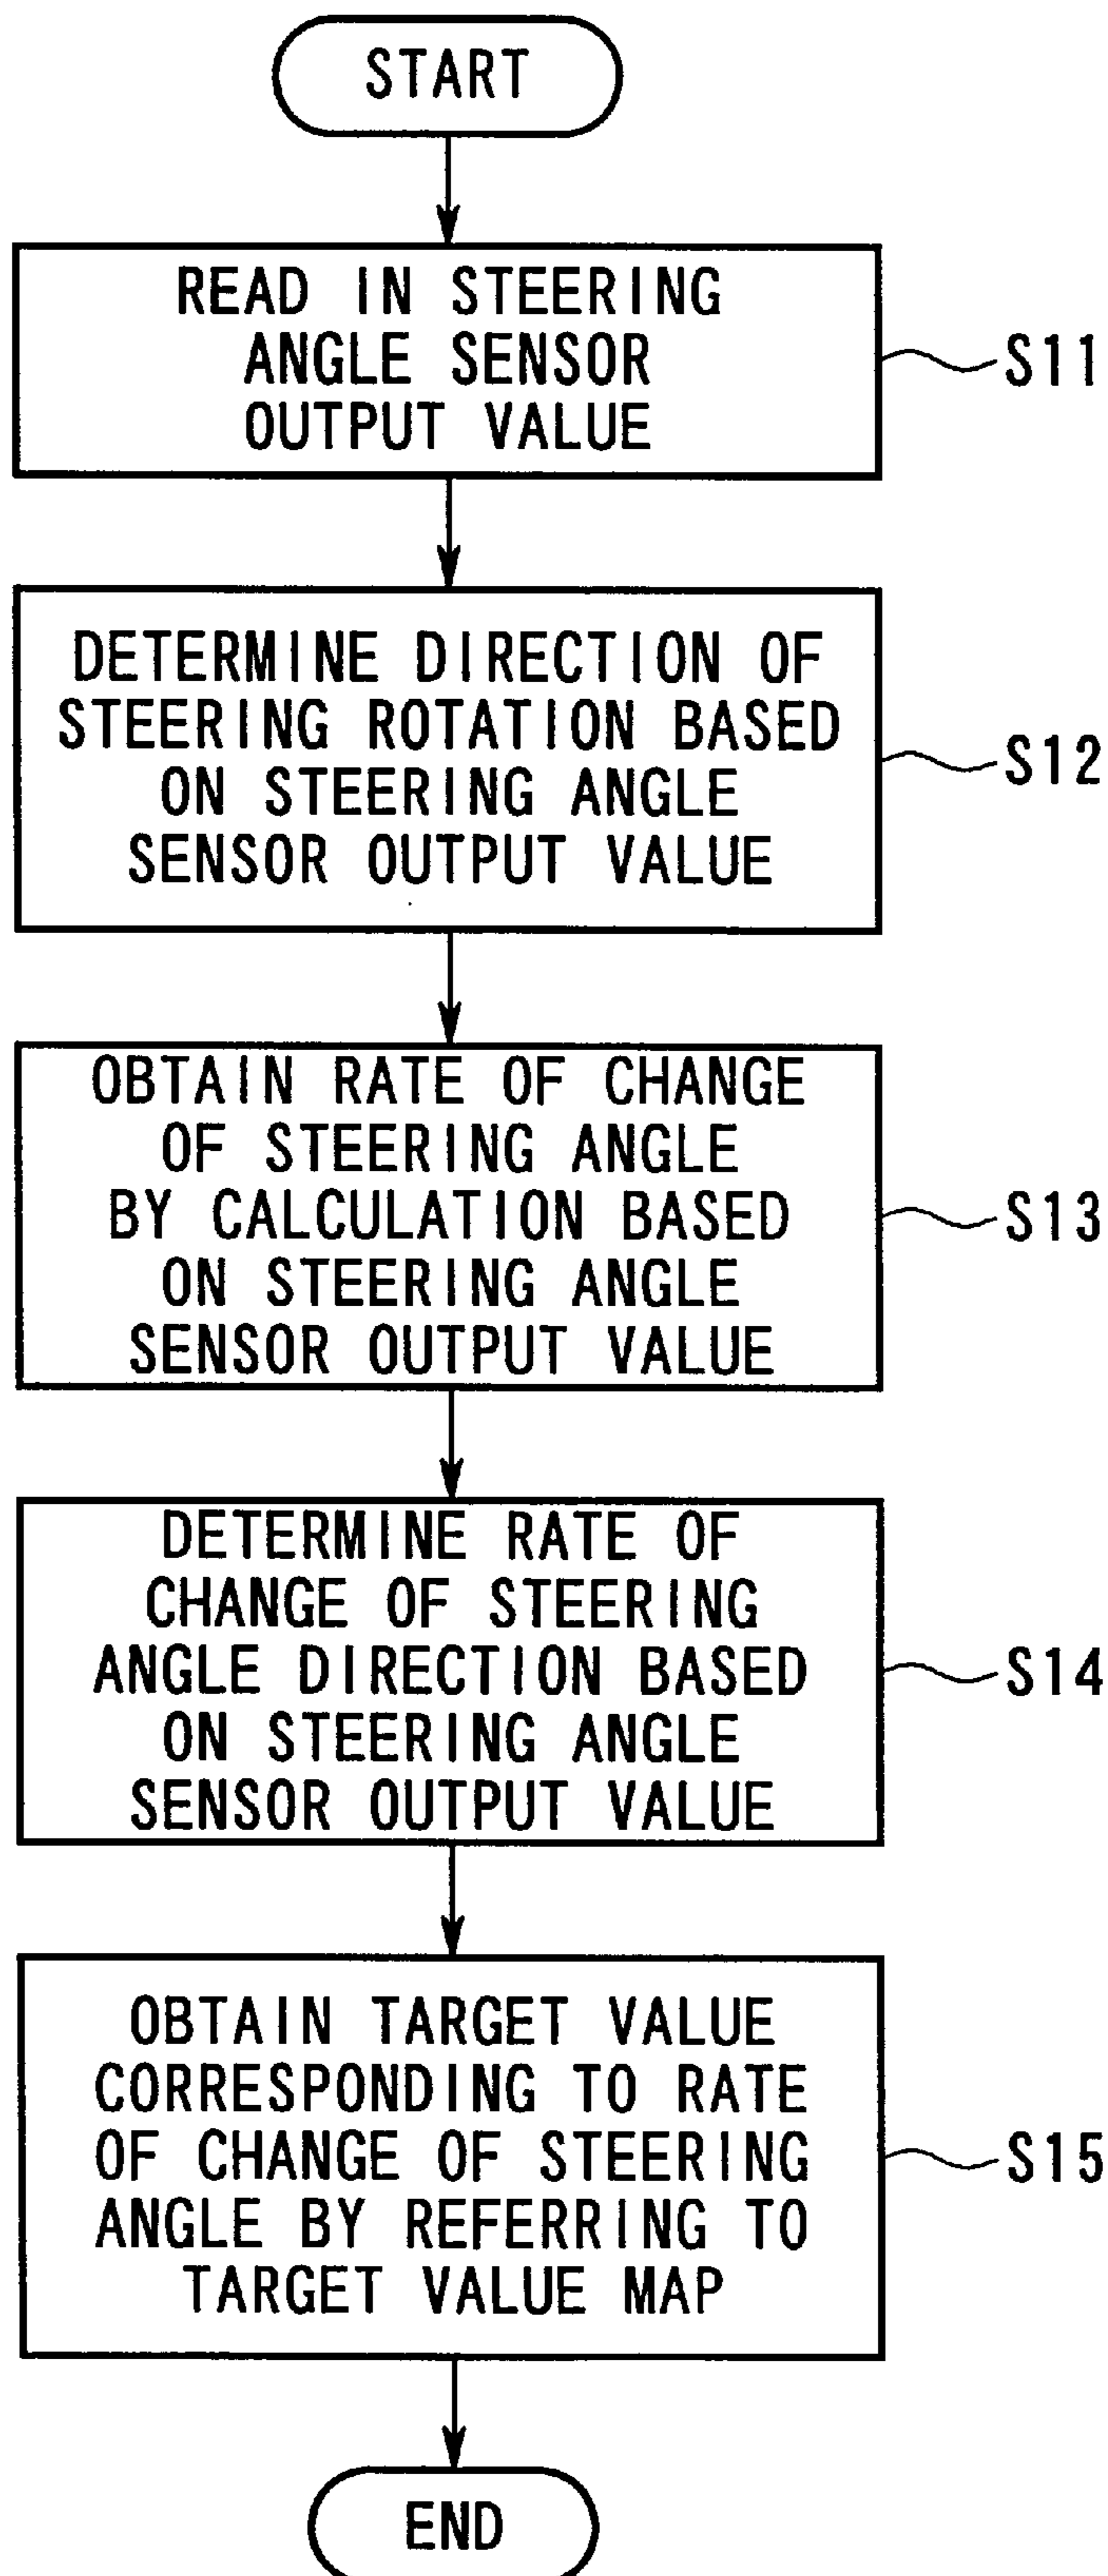 START
READ IN STEERING
ANGLE SENSOR
OUTPUT VALUE
S11
DETERMINE DIRECTION OF
STEERING ROTATION BASED
ON STEERING ANGLE
SENSOR OUTPUT VALUE
S12
OBTAIN RATE OF CHANGE
OF STEERING ANGLE
BY CALCULATION BASED
ON STEERING ANGLE
SENSOR OUTPUT VALUE
S13
DETERMINE RATE OF
CHANGE OF STEERING
ANGLE DIRECTION BASED
ON STEERING ANGLE
SENSOR OUTPUT VALUE
S14
OBTAIN TARGET VALUE
CORRESPONDING TO RATE
OF CHANGE OF STEERING
ANGLE BY REFERRING TO
TARGET VALUE MAP
S15
END